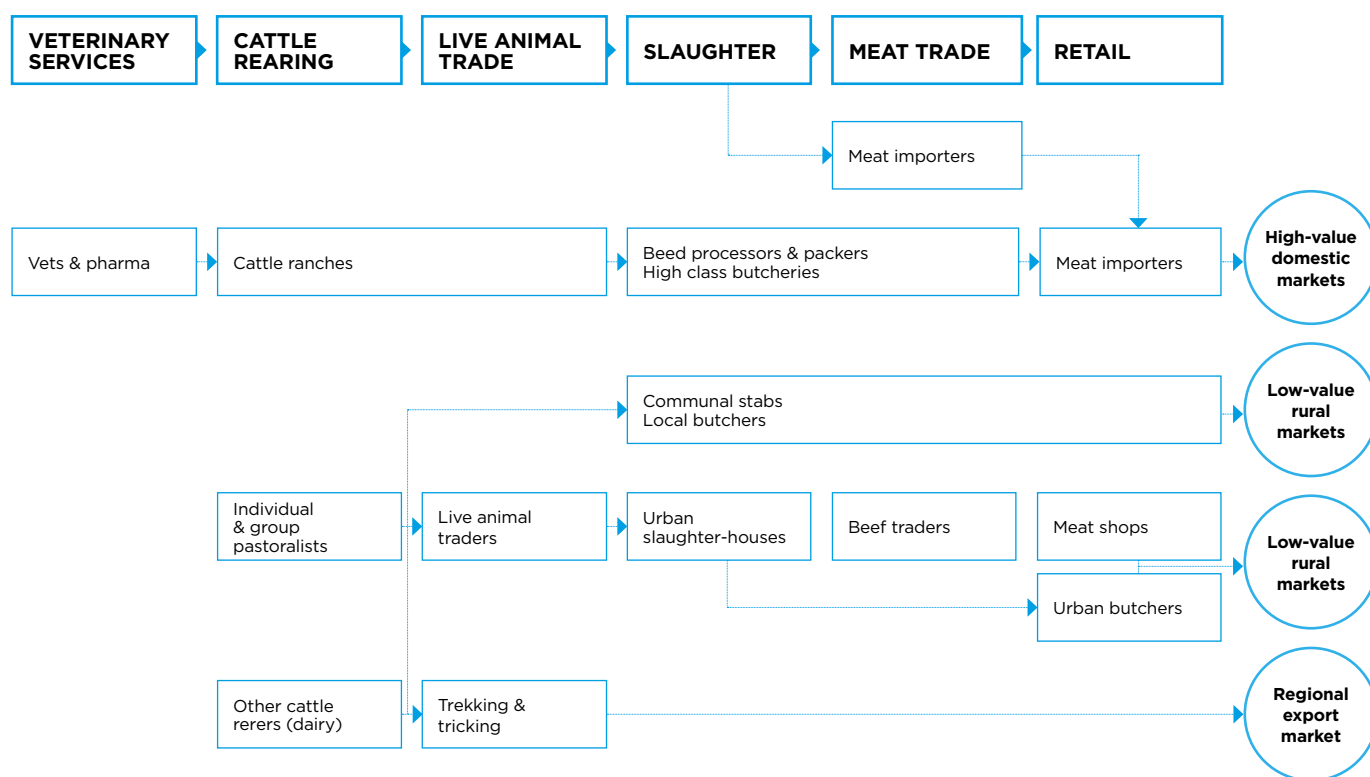 VETERINARY
SERVICES
CATTLE
REARING
LIVE ANIMAL
TRADE
SLAUGHTER
MEAT TRADE
RETAIL
Meat importers
Vets & pharma
Cattle ranches
Beed processors & packers
High class butcheries
Meat importers
High-value
domestic
markets
Communal stabs
Local butchers
Low-value
rural
markets
Individual
& group
pastoralists
Live animal
traders
Urban
slaughter-houses
Beef traders
Meat shops
Low-value
rural
markets
Urban butchers
Other cattle
rerers (dairy)
Trekking &
tricking
Regional
export
market